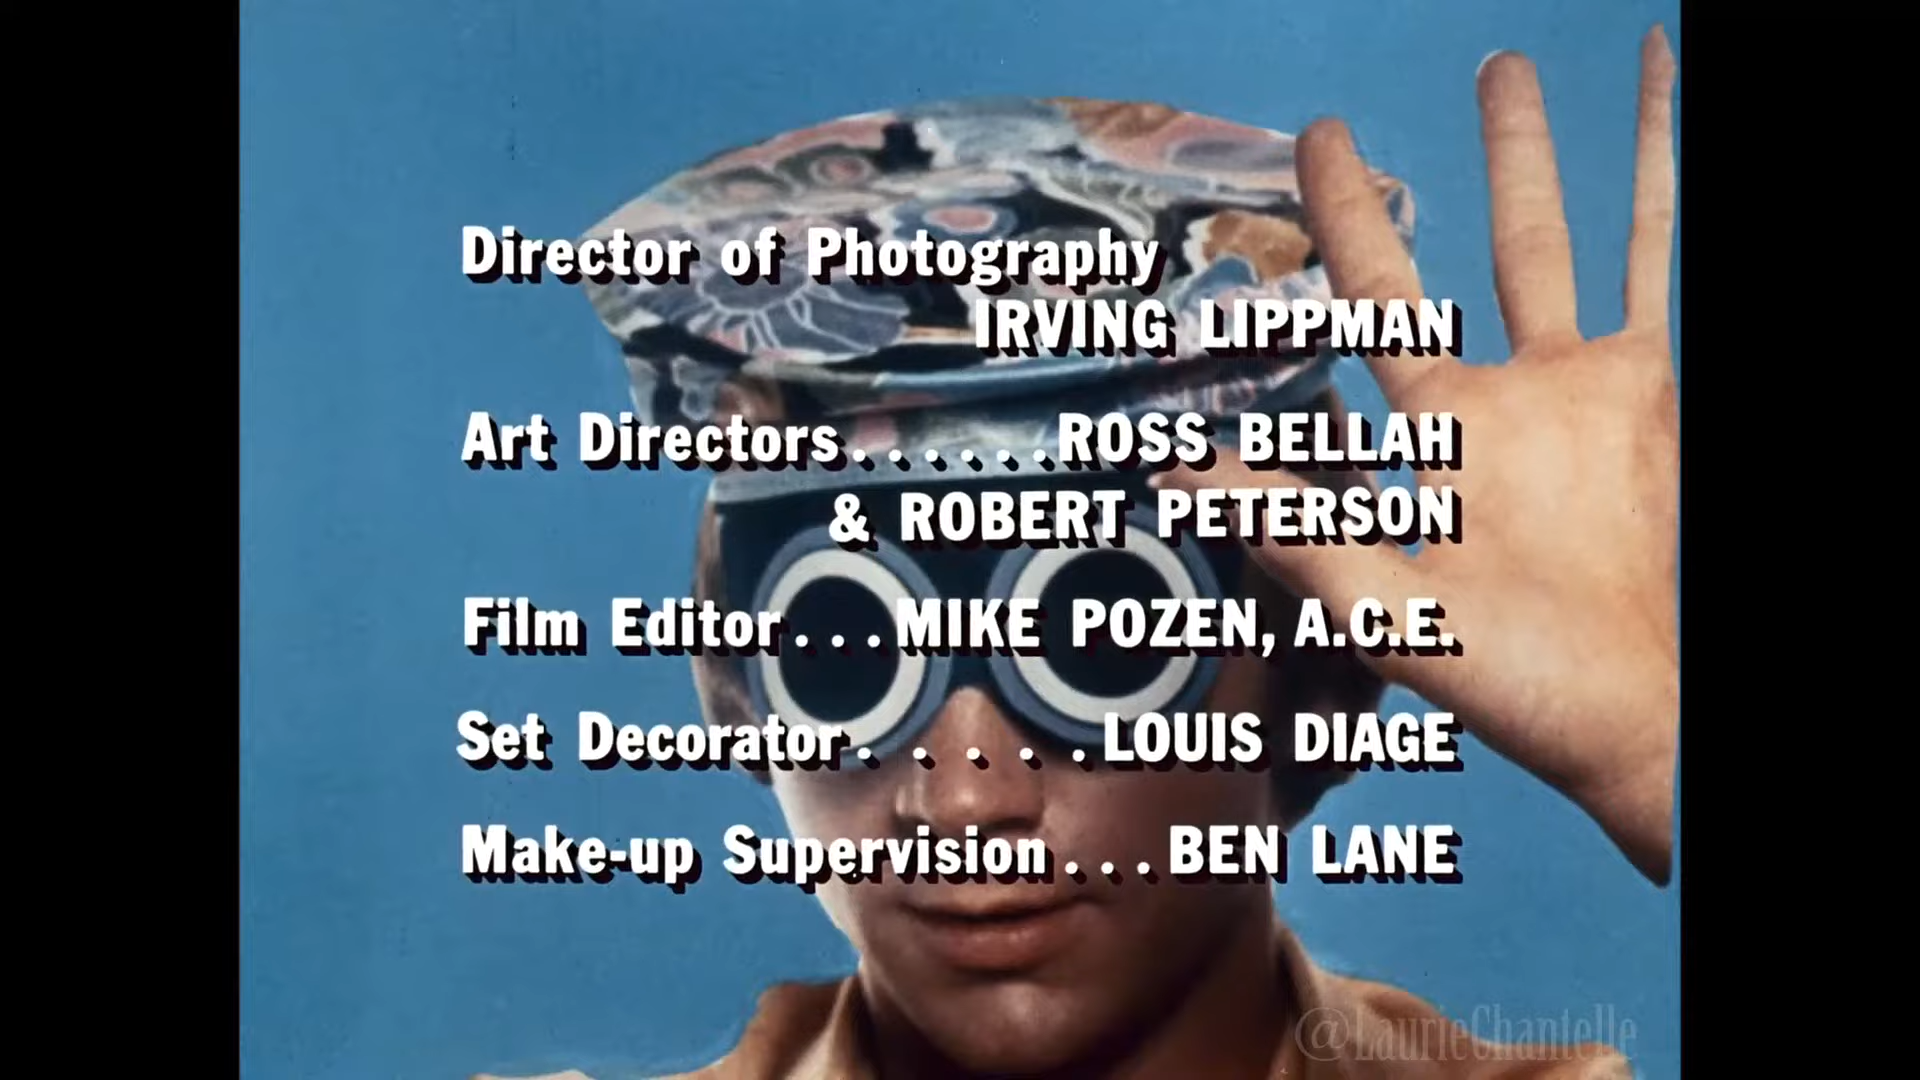 Director of Photography
IRVING LIPPMAN
Art Directors......ROSS BELLAH
& ROBERT PETERSON
Film Editor...MIKE POZEN, A.C.E.
Set Decorator.....LOUIS DIAGE
Make-up Supervision...BEN LANE
@LaurieChantelle